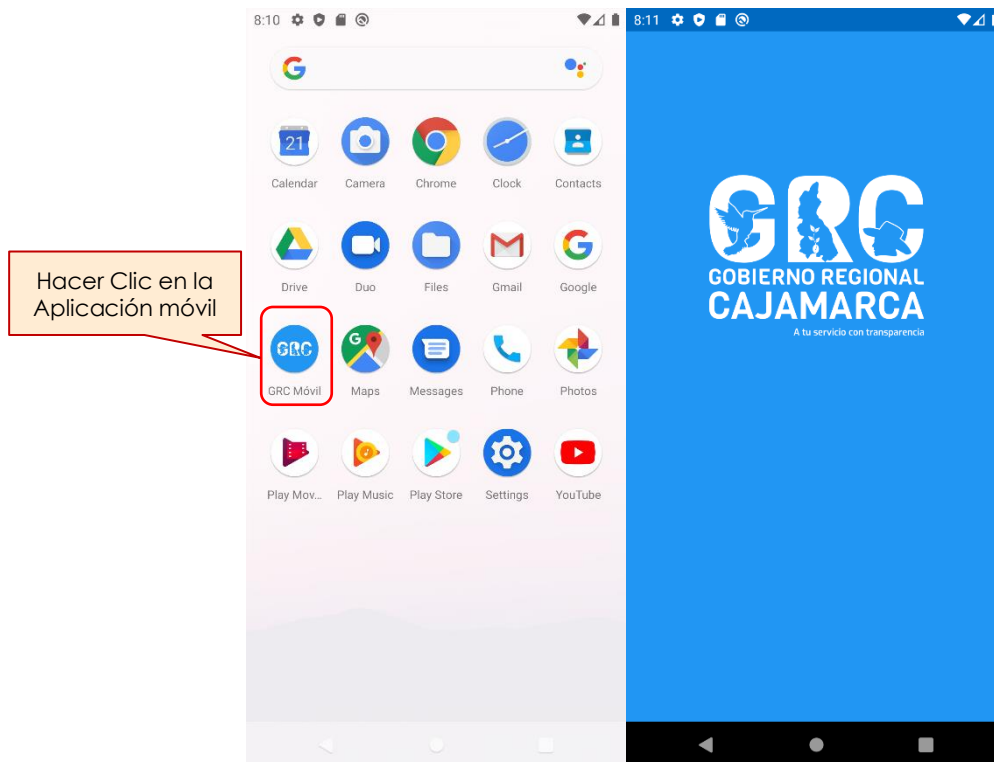 8:10
21
Calendar Camera Chrome Clock Contacts
Drive Duo Files Gmail Google
Hacer Clic en la
Aplicación móvil
GRC
G
GRC Móvil Maps Messages Phone Photos
Play Mov... Play Music Play Store Settings YouTube
8:11
GRC
GOBIERNO REGIONAL
CAJAMARCA
A tu servicio con transparencia